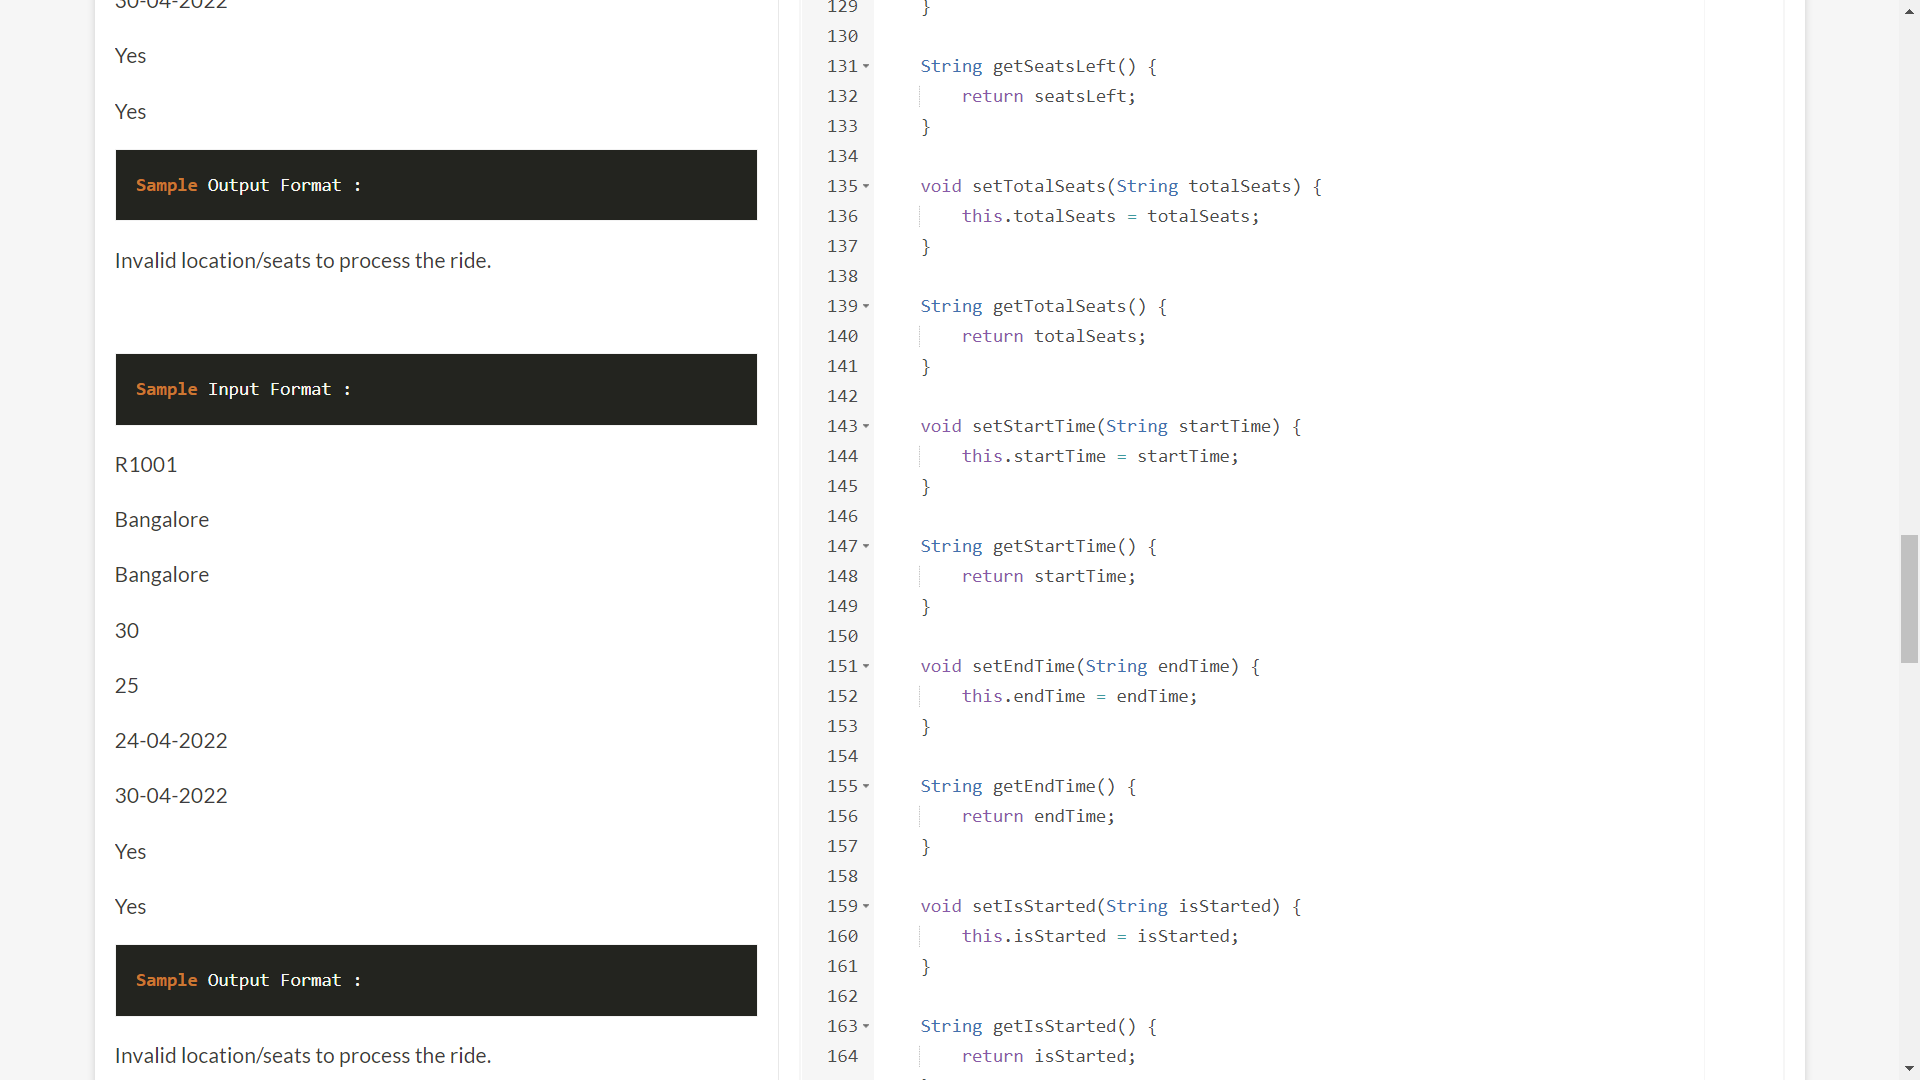 30-04-2022
Yes
Yes
Sample Output Format :
Invalid location/seats to process the ride.
Sample Input Format :
R1001
Bangalore
Bangalore
30
25
24-04-2022
30-04-2022
Yes
Yes
Sample Output Format :
Invalid location/seats to process the ride.
129 }
130
131 String getSeatsLeft() {
132 return seatsLeft;
133 }
134
135 void setTotalSeats(String totalSeats) {
136 this.totalSeats = totalSeats;
137 }
138
139 String getTotalSeats() {
140 return totalSeats;
141 }
142
143 void setStartTime(String startTime) {
144 this.startTime = startTime;
145 }
146
147 String getStartTime() {
148 return startTime;
149 }
150
151 void setEndTime(String endTime) {
152 this.endTime = endTime;
153 }
154
155 String getEndTime() {
156 return endTime;
157 }
158
159 void setIsStarted(String isStarted) {
160 this.isStarted = isStarted;
161 }
162
163 String getIsStarted() {
164 return isStarted;